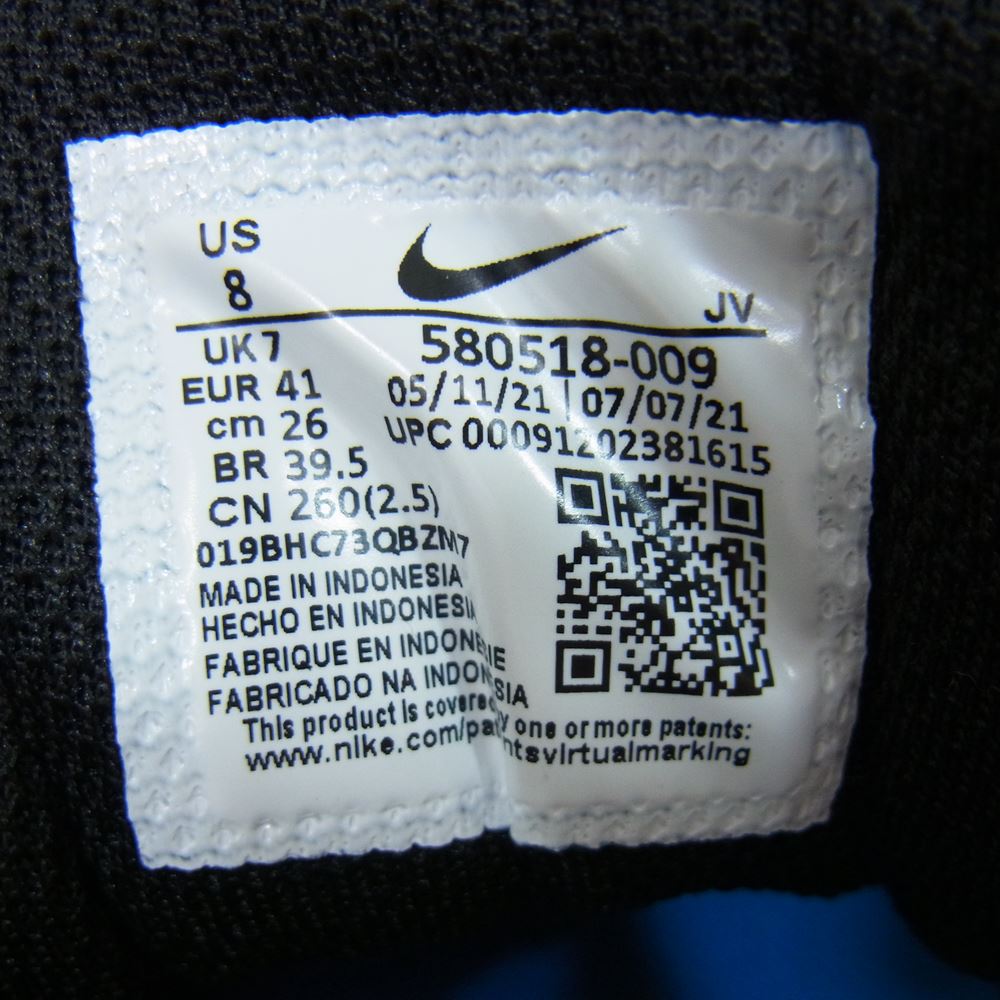 US
8
JV
UK 7
580518-009
EUR 41
05/11/21 | 07/07/21
cm 26
UPC 00091202381615
BR 39.5
CN 260(2.5)
019BHC73QBZM7
MADE IN INDONESIA
HECHO EN INDONESIA
FABRIQUE EN INDONESIE
FABRICADO NA INDONESIA
This product is covered by one or more patents:
www.nike.com/patentsvirtualmarking